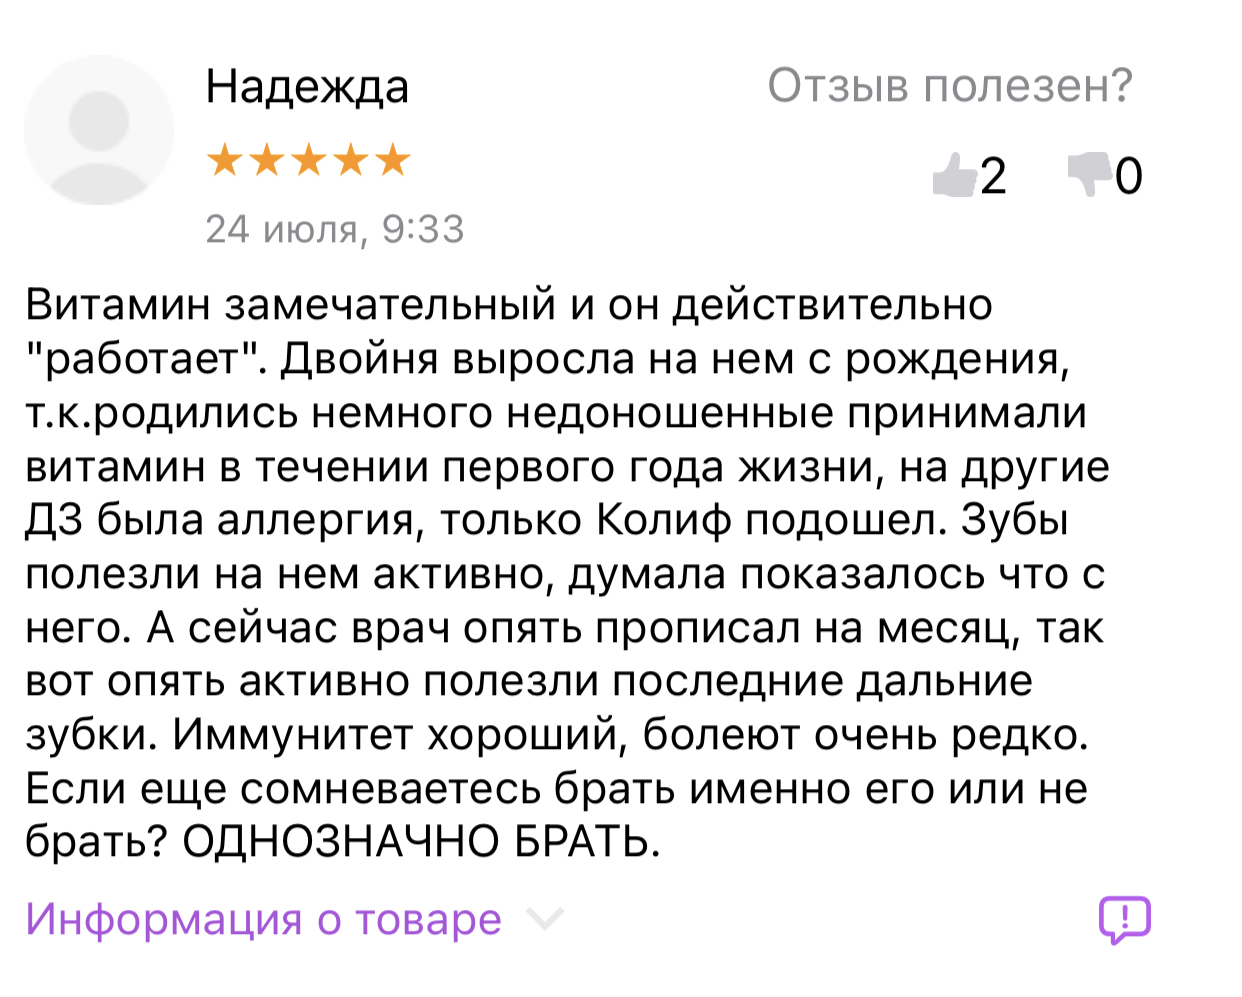 Надежда
Отзыв полезен?
2
0
24 июля, 9:33
Витамин замечательный и он действительно
"работает". Двойня выросла на нем с рождения,
т.к.родились немного недоношенные принимали
витамин в течении первого года жизни, на другие
Д3 была аллергия, только Колиф подошел. Зубы
полезли на нем активно, думала показалось что с
него. А сейчас врач опять прописал на месяц, так
вот опять активно полезли последние дальние
зубки. Иммунитет хороший, болеют очень редко.
Если еще сомневаетесь брать именно его или не
брать? ОДНОЗНАЧНО БРАТЬ.
Информация о товаре